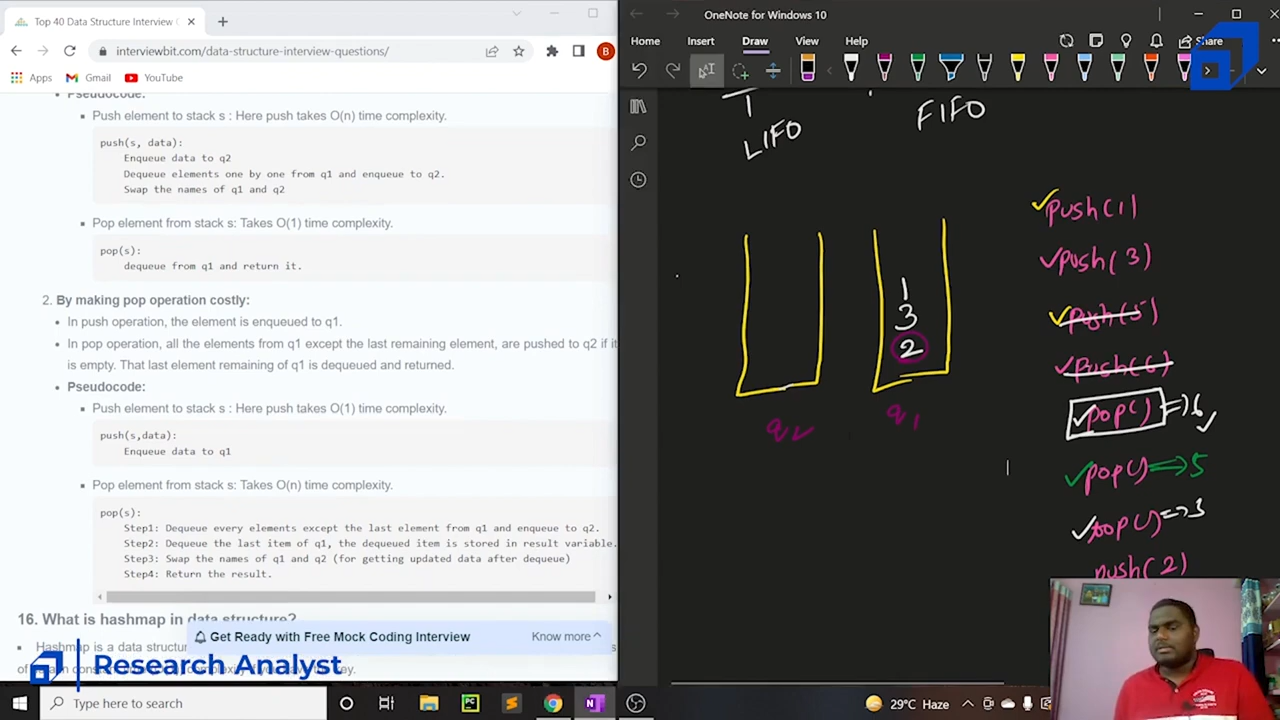 Top 40 Data Structure Interview
interviewbit.com/data-structure-interview-questions/
B
Apps
Gmail
YouTube
Pseudocode:
Push element to stack s : Here push takes O(n) time complexity.
push(s, data):
Enqueue data to q2
Dequeue elements one by one from q1 and enqueue to q2.
Swap the names of q1 and q2
Pop element from stack s: Takes O(1) time complexity.
pop(s):
dequeue from q1 and return it.
2. By making pop operation costly:
In push operation, the element is enqueued to q1.
In pop operation, all the elements from q1 except the last remaining element, are pushed to q2 if it
is empty. That last element remaining of q1 is dequeued and returned.
Pseudocode:
Push element to stack s : Here push takes O(1) time complexity.
push(s,data):
Enqueue data to q1
Pop element from stack s: Takes O(n) time complexity.
pop(s):
Step1: Dequeue every elements except the last element from q1 and enqueue to q2.
Step2: Dequeue the last item of q1, the dequeued item is stored in result variable.
Step3: Swap the names of q1 and q2 (for getting updated data after dequeue)
Step4: Return the result.
16. What is hashmap in data structure?
Hashmap is a data structure
Get Ready with Free Mock Coding Interview
Know more
key.
Research Analyst
Type here to search
OneNote for Windows 10
Home
Insert
Draw
View
Help
Share
LIFO
FIFO
1
3
2
q2
q1
push(1)
push(3)
push(5)
push(6)
pop() => 6
pop() => 5
pop() => 3
push(2)
29°C Haze